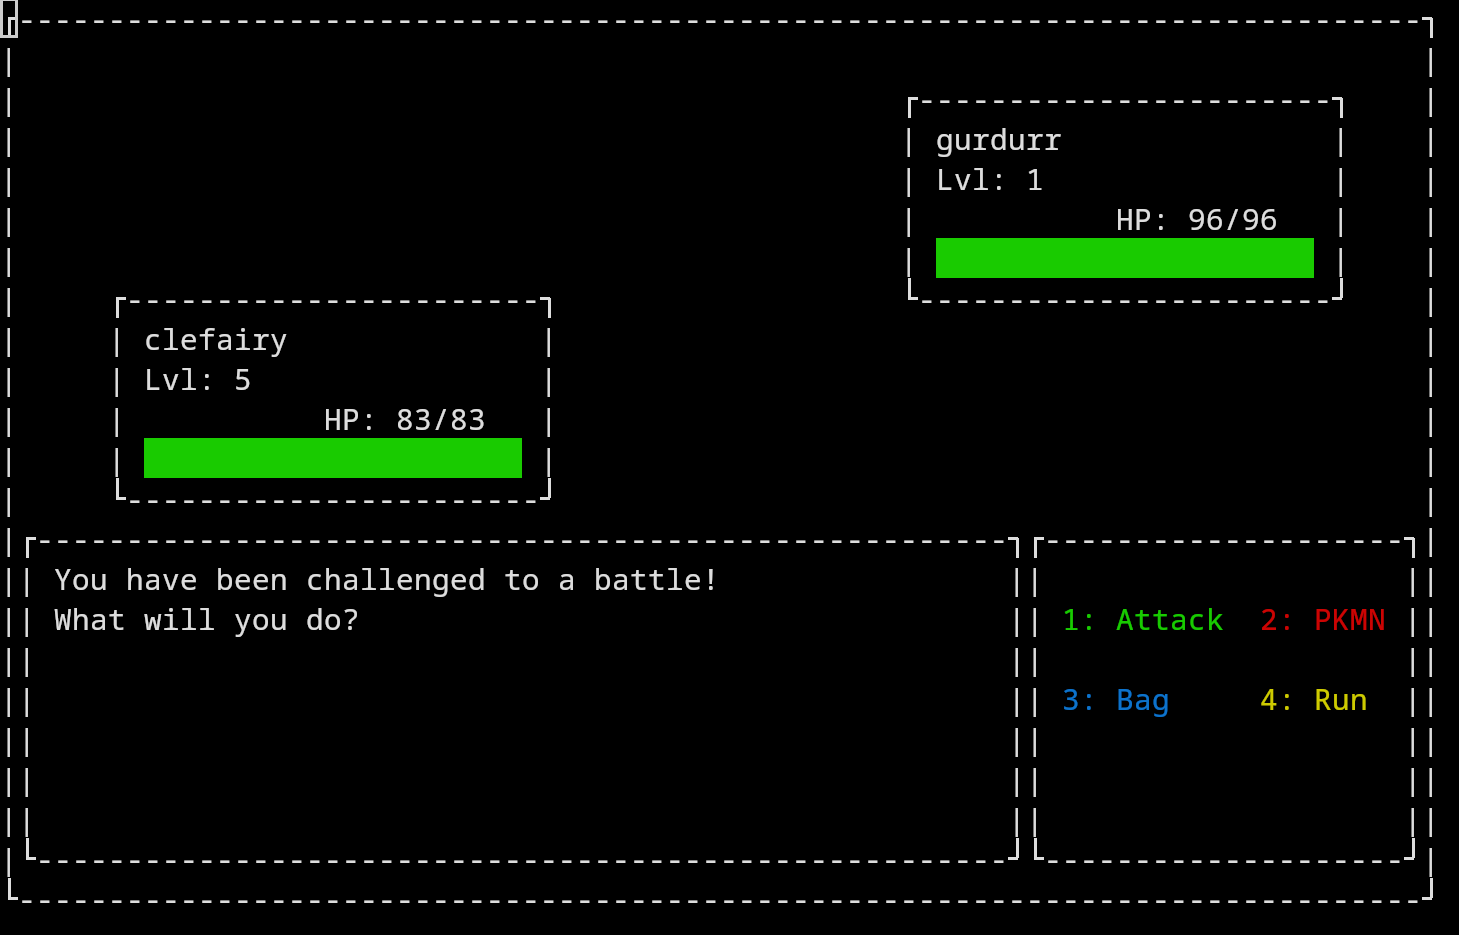 gurdurr
Lvl: 1
HP: 96/96
clefairy
Lvl: 5
HP: 83/83
You have been challenged to a battle!
What will you do?
1: Attack 2: PKMN
3: Bag 4: Run